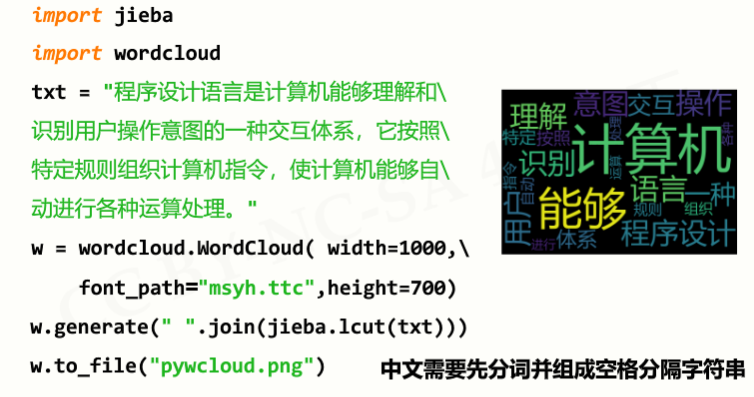 import jieba
import wordcloud
txt = "程序设计语言是计算机能够理解和\
识别用户操作意图的一种交互体系，它按照\
特定规则组织计算机指令，使计算机能够自\
动进行各种运算处理。"
w = wordcloud.WordCloud( width=1000,\
font_path="msyh.ttc",height=700)
w.generate(" ".join(jieba.lcut(txt)))
w.to_file("pywcloud.png")
理解 意图 交互 操作
特定 按照 计算机
识别 指令 自动 运算 处理
能够 语言 一种
用户 规则 组织
进行 体系 程序设计
中文需要先分词并组成空格分隔字符串